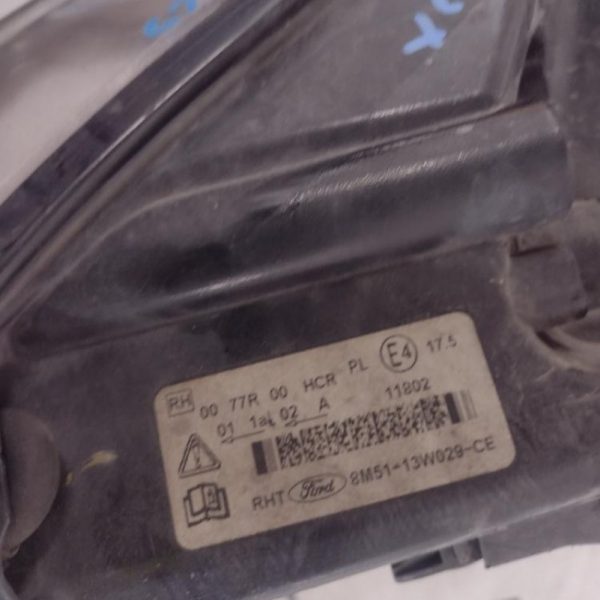 RH 00 77R 00 HCR PL E4 17.5
01 1a 02 A 11802
RHT Ford 8M51-13W029-CE